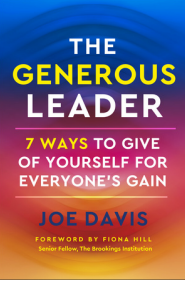 THE
GENEROUS
LEADER
7 WAYS TO GIVE
OF YOURSELF FOR
EVERYONE'S GAIN
JOE DAVIS
FOREWORD BY FIONA HILL
Senior Fellow, The Brookings Institution